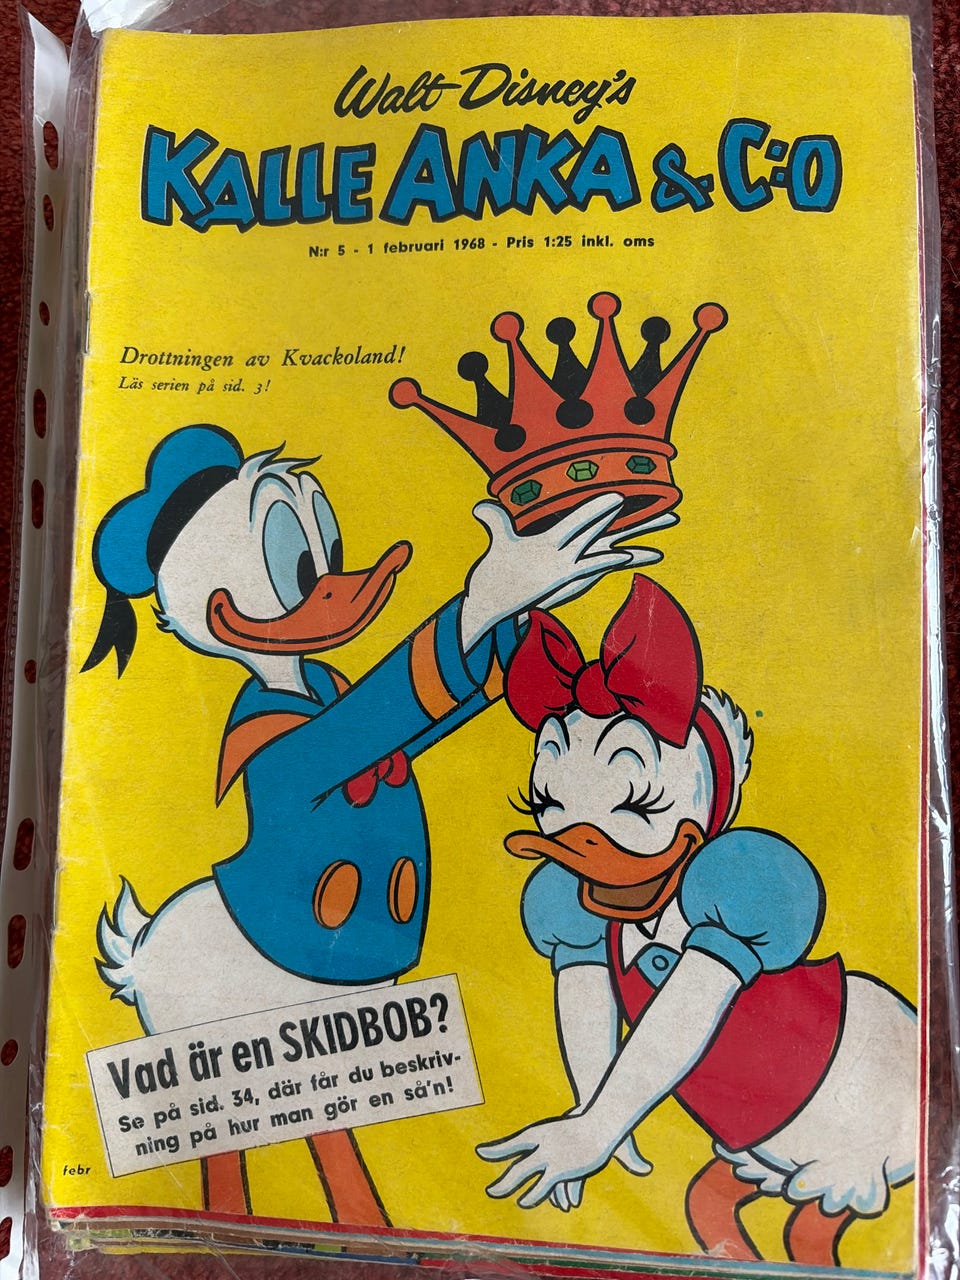 Walt Disney's
KALLE ANKA & C:O
N:r 5 - 1 februari 1968 - Pris 1:25 inkl. oms
Drottningen av Kvackoland!
Läs serien på sid. 3!
Vad är en SKIDBOB?
Se på sid. 34, där får du beskriv-
ning på hur man gör en så'n!
febr